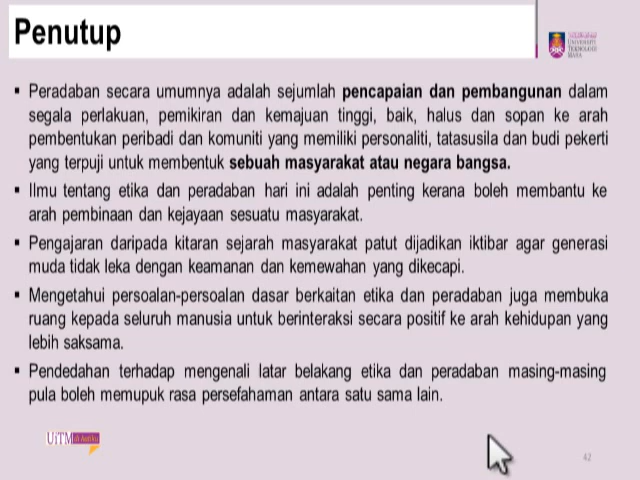 Penutup
UNIVERSITI
TEKNOLOGI
MARA
▪ Peradaban secara umumnya adalah sejumlah pencapaian dan pembangunan dalam
segala perlakuan, pemikiran dan kemajuan tinggi, baik, halus dan sopan ke arah
pembentukan peribadi dan komuniti yang memiliki personaliti, tatasusila dan budi pekerti
yang terpuji untuk membentuk sebuah masyarakat atau negara bangsa.
▪ Ilmu tentang etika dan peradaban hari ini adalah penting kerana boleh membantu ke
arah pembinaan dan kejayaan sesuatu masyarakat.
▪ Pengajaran daripada kitaran sejarah masyarakat patut dijadikan iktibar agar generasi
muda tidak leka dengan keamanan dan kemewahan yang dikecapi.
▪ Mengetahui persoalan-persoalan dasar berkaitan etika dan peradaban juga membuka
ruang kepada seluruh manusia untuk berinteraksi secara positif ke arah kehidupan yang
lebih saksama.
▪ Pendedahan terhadap mengenali latar belakang etika dan peradaban masing-masing
pula boleh memupuk rasa persefahaman antara satu sama lain.
UiTM di hatiku
42